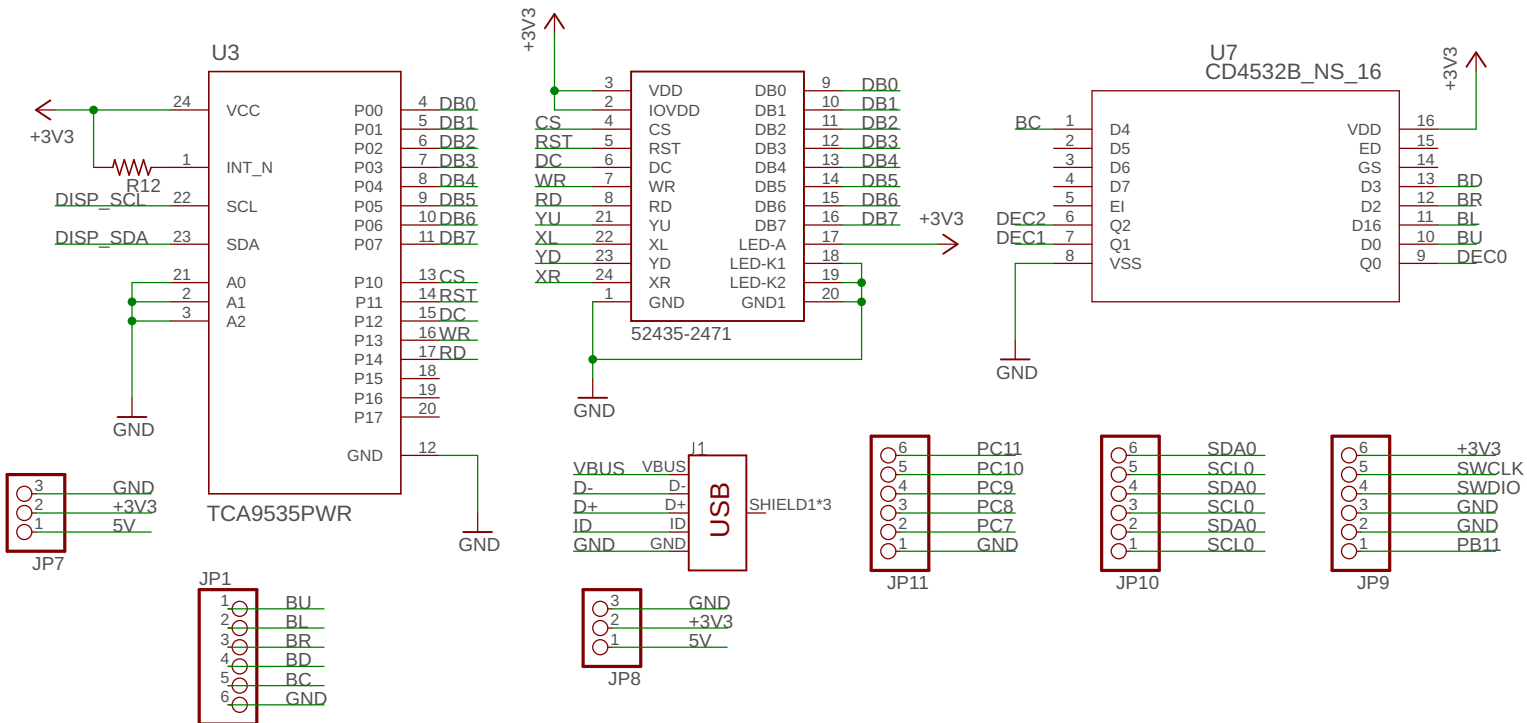 U3
+3V3
24 VCC
1 INT_N
R12
DISP_SCL 22 SCL
DISP_SDA 23 SDA
21 A0
2 A1
3 A2
GND
P00 4 DB0
P01 5 DB1
P02 6 DB2
P03 7 DB3
P04 8 DB4
P05 9 DB5
P06 10 DB6
P07 11 DB7
P10 13 CS
P11 14 RST
P12 15 DC
P13 16 WR
P14 17 RD
P15 18
P16 19
P17 20
GND 12
GND
TCA9535PWR
+3V3
3 VDD
2 IOVDD
CS 4 CS
RST 5 RST
DC 6 DC
WR 7 WR
RD 8 RD
YU 21 YU
XL 22 XL
YD 23 YD
XR 24 XR
1 GND
DB0 9 DB0
DB1 10 DB1
DB2 11 DB2
DB3 12 DB3
DB4 13 DB4
DB5 14 DB5
DB6 15 DB6
DB7 16 DB7
LED-A 17 +3V3
LED-K1 18
LED-K2 19
GND1 20
52435-2471
GND
U7
CD4532B_NS_16
+3V3
BC 1 D4
2 D5
3 D6
4 D7
5 EI
DEC2 6 Q2
DEC1 7 Q1
8 VSS
VDD 16
ED 15
GS 14
D3 13 BD
D2 12 BR
D16 11 BL
D0 10 BU
Q0 9 DEC0
GND
3 GND
2 +3V3
1 5V
JP7
JP1
1 BU
2 BL
3 BR
4 BD
5 BC
6 GND
J1
VBUS VBUS
D- D-
D+ D+
ID ID
GND GND
USB
SHIELD1*3
3 GND
2 +3V3
1 5V
JP8
6 PC11
5 PC10
4 PC9
3 PC8
2 PC7
1 GND
JP11
6 SDA0
5 SCL0
4 SDA0
3 SCL0
2 SDA0
1 SCL0
JP10
6 +3V3
5 SWCLK
4 SWDIO
3 GND
2 GND
1 PB11
JP9